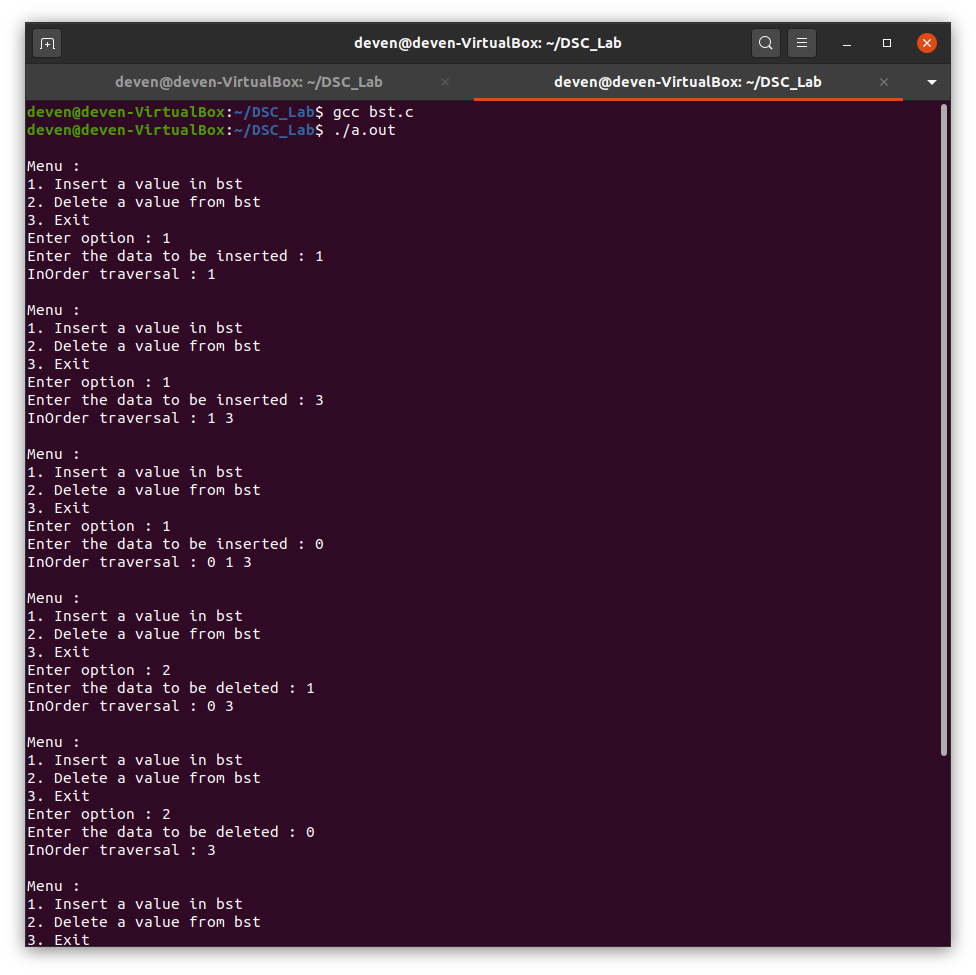 deven@deven-VirtualBox: ~/DSC_Lab
deven@deven-VirtualBox: ~/DSC_Lab
deven@deven-VirtualBox: ~/DSC_Lab
deven@deven-VirtualBox:~/DSC_Lab$ gcc bst.c
deven@deven-VirtualBox:~/DSC_Lab$ ./a.out

Menu :
1. Insert a value in bst
2. Delete a value from bst
3. Exit
Enter option : 1
Enter the data to be inserted : 1
InOrder traversal : 1

Menu :
1. Insert a value in bst
2. Delete a value from bst
3. Exit
Enter option : 1
Enter the data to be inserted : 3
InOrder traversal : 1 3

Menu :
1. Insert a value in bst
2. Delete a value from bst
3. Exit
Enter option : 1
Enter the data to be inserted : 0
InOrder traversal : 0 1 3

Menu :
1. Insert a value in bst
2. Delete a value from bst
3. Exit
Enter option : 2
Enter the data to be deleted : 1
InOrder traversal : 0 3

Menu :
1. Insert a value in bst
2. Delete a value from bst
3. Exit
Enter option : 2
Enter the data to be deleted : 0
InOrder traversal : 3

Menu :
1. Insert a value in bst
2. Delete a value from bst
3. Exit